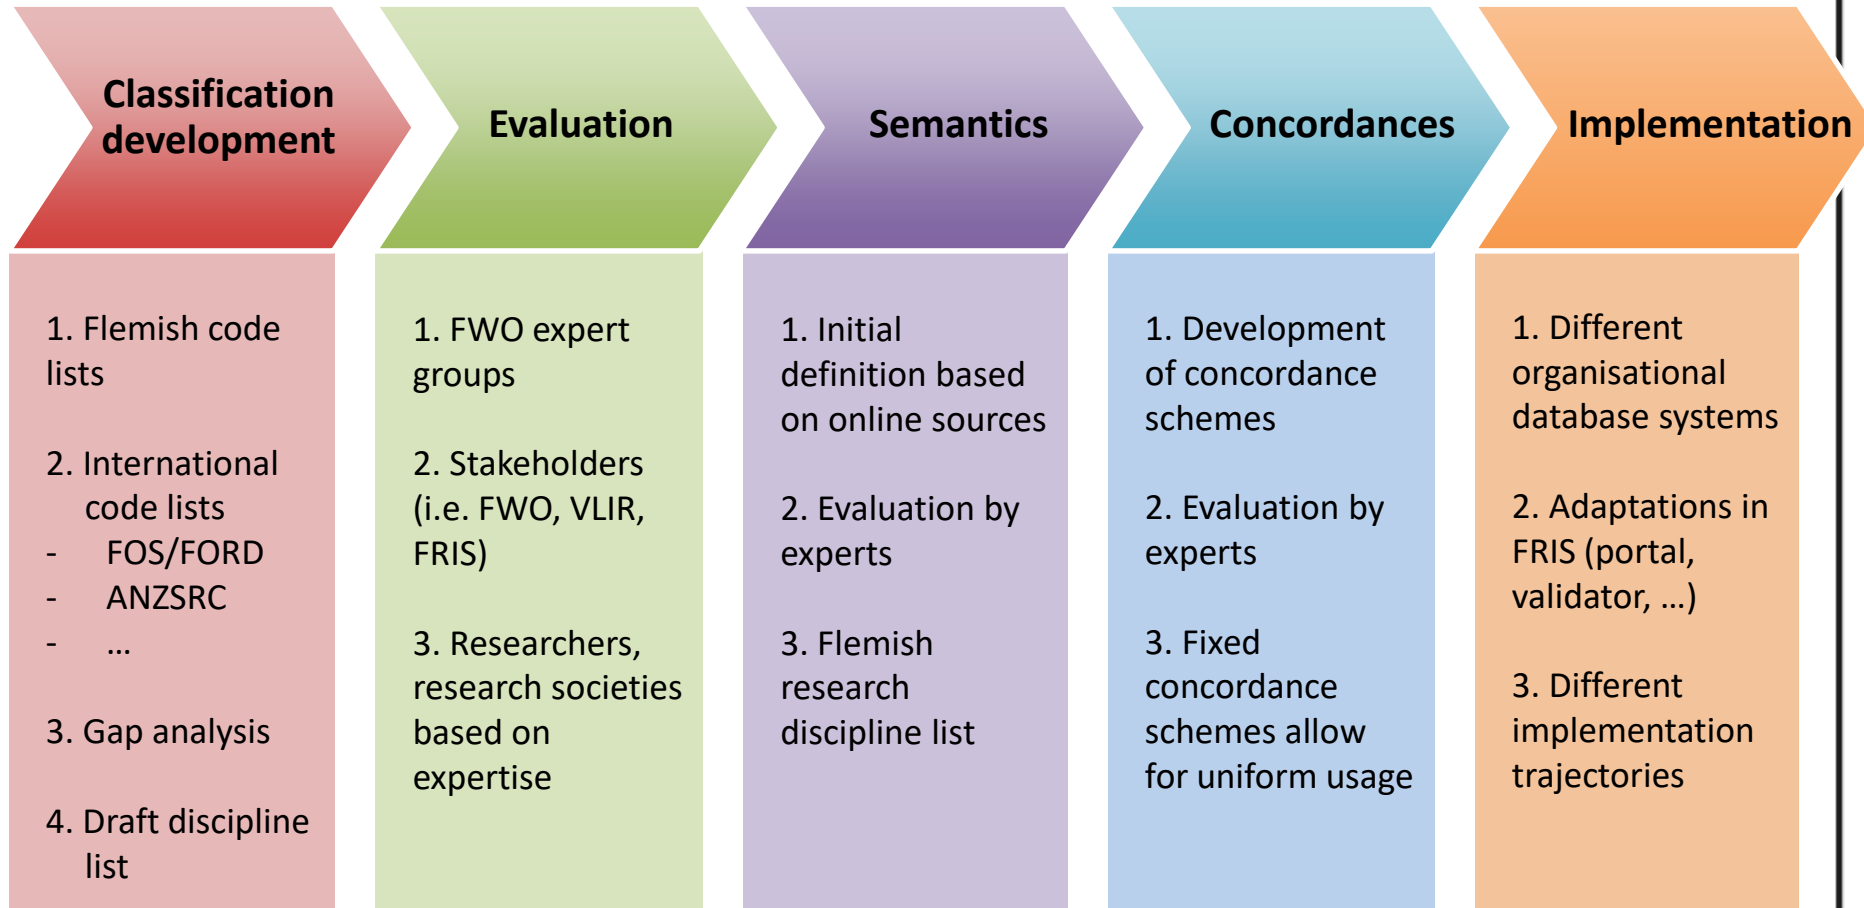 Classification
development
Evaluation
Semantics
Concordances
Implementation
1. Flemish code
lists
2. International
code lists
- FOS/FORD
- ANZSRC
- ...
3. Gap analysis
4. Draft discipline
list
1. FWO expert
groups
2. Stakeholders
(i.e. FWO, VLIR,
FRIS)
3. Researchers,
research societies
based on
expertise
1. Initial
definition based
on online sources
2. Evaluation by
experts
3. Flemish
research
discipline list
1. Development
of concordance
schemes
2. Evaluation by
experts
3. Fixed
concordance
schemes allow
for uniform usage
1. Different
organisational
database systems
2. Adaptations in
FRIS (portal,
validator, ...)
3. Different
implementation
trajectories